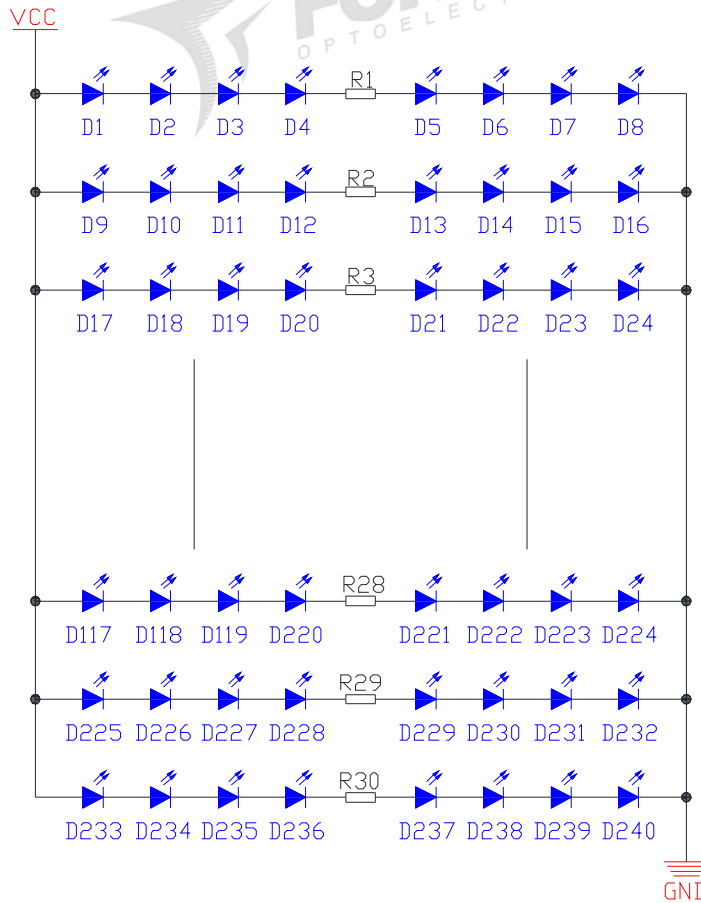 VCC
OPTOELECT
R1
D1 D2 D3 D4 D5 D6 D7 D8
R2
D9 D10 D11 D12 D13 D14 D15 D16
R3
D17 D18 D19 D20 D21 D22 D23 D24
R28
D117 D118 D119 D220 D221 D222 D223 D224
R29
D225 D226 D227 D228 D229 D230 D231 D232
R30
D233 D234 D235 D236 D237 D238 D239 D240
GND